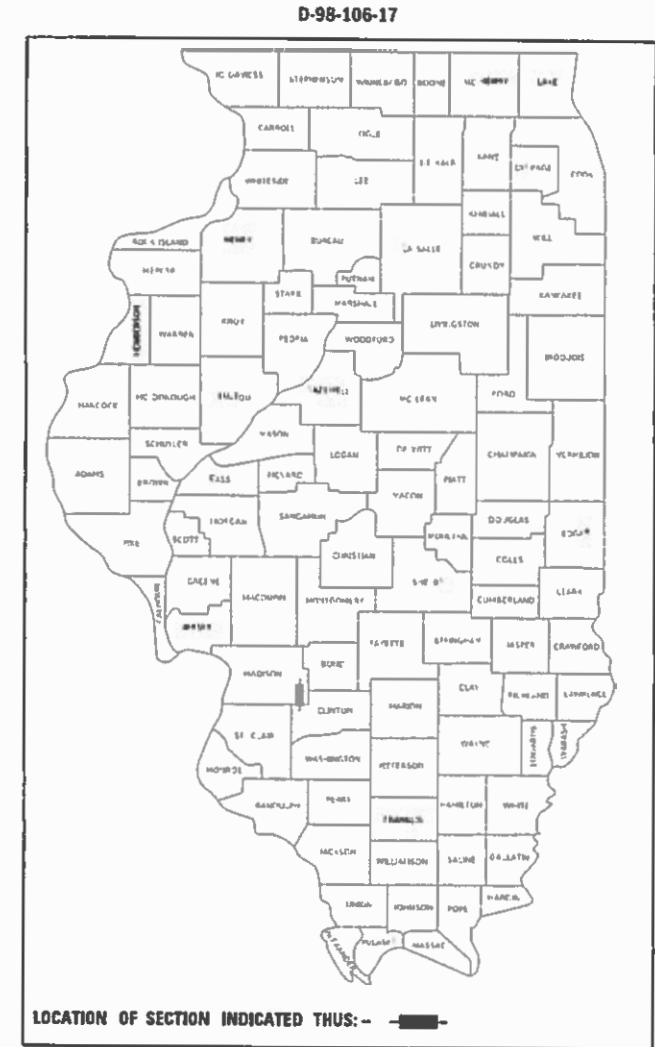 D-98-106-17
JO DAVIESS STEPHENSON WINNEBAGO BOONE MC HENRY LAKE
CARROLL OGLE
DE KALB KANE DU PAGE COOK
WHITESIDE LEE
KENDALL WILL
ROCK ISLAND HENRY BUREAU LA SALLE
GRUNDY
MERCER PUTNAM
STARK MARSHALL KANKAKEE
HENDERSON WARREN KNOX PEORIA WOODFORD LIVINGSTON
IROQUOIS
HANCOCK MC DONOUGH FULTON TAZEWELL MC LEAN FORD
MASON
SCHUYLER LOGAN DE WITT CHAMPAIGN VERMILION
ADAMS BROWN CASS MENARD PIATT
MACON
PIKE SCOTT MORGAN SANGAMON DOUGLAS EDGAR
MOULTRIE
CHRISTIAN COLES
CALHOUN GREENE MACOUPIN MONTGOMERY SHELBY CUMBERLAND CLARK
JERSEY
FAYETTE EFFINGHAM JASPER CRAWFORD
MADISON BOND
CLAY RICHLAND LAWRENCE
CLINTON MARION
ST. CLAIR WAYNE EDWARDS WABASH
WASHINGTON JEFFERSON
MONROE
RANDOLPH PERRY HAMILTON WHITE
FRANKLIN
JACKSON WILLIAMSON SALINE GALLATIN
UNION JOHNSON POPE HARDIN
ALEXANDER PULASKI MASSAC
LOCATION OF SECTION INDICATED THUS: -